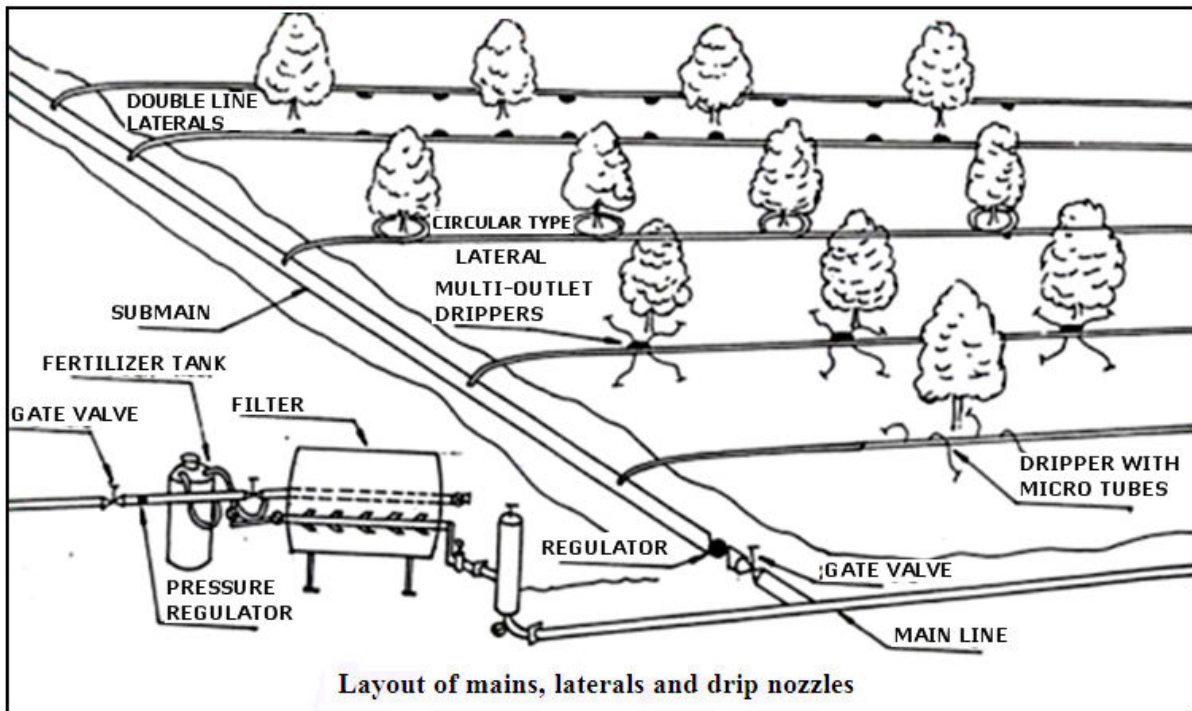 DOUBLE LINE
LATERALS
CIRCULAR TYPE
LATERAL
MULTI-OUTLET
DRIPPERS
SUBMAIN
FERTILIZER TANK
GATE VALVE
FILTER
DRIPPER WITH
MICRO TUBES
REGULATOR
GATE VALVE
PRESSURE
REGULATOR
MAIN LINE
Layout of mains, laterals and drip nozzles